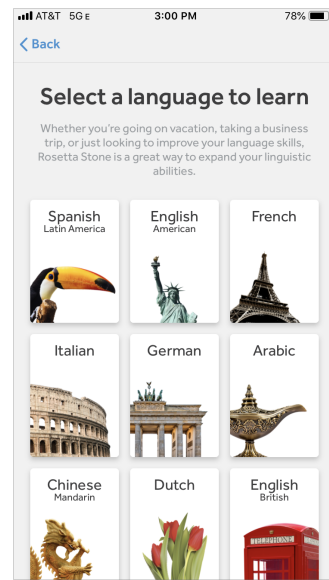 AT&T 5G E 3:00 PM 78%
Back
Select a language to learn
Whether you're going on vacation, taking a business
trip, or just looking to improve your language skills,
Rosetta Stone is a great way to expand your linguistic
abilities.
Spanish
Latin America
English
American
French
Italian
German
Arabic
Chinese
Mandarin
Dutch
English
British
TELEPHONE